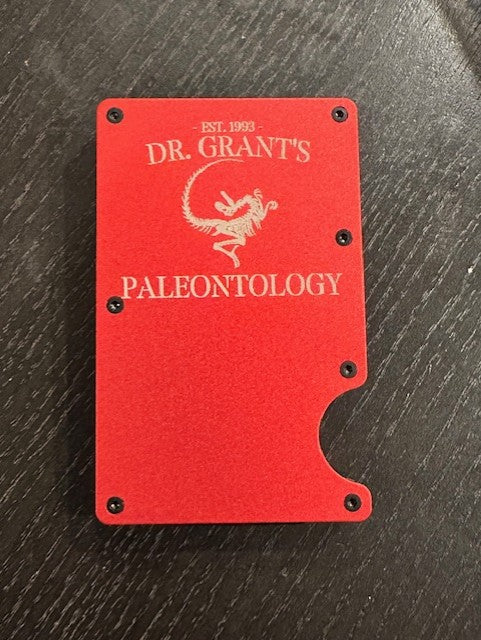 - EST. 1993 -
DR. GRANT'S
PALEONTOLOGY